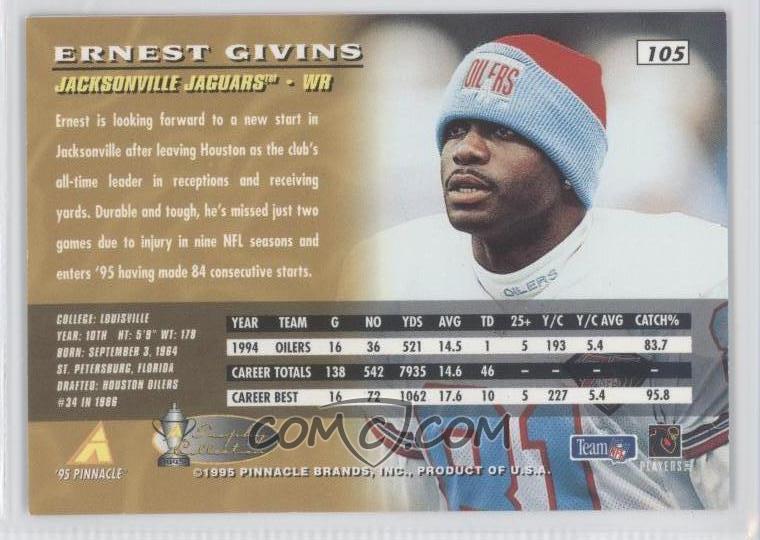 ERNEST GIVINS
105
JACKSONVILLE JAGUARS™ - WR
OILERS
Ernest is looking forward to a new start in
Jacksonville after leaving Houston as the club's
all-time leader in receptions and receiving
yards. Durable and tough, he's missed just two
games due to injury in nine NFL seasons and
enters '95 having made 84 consecutive starts.
OILERS
COLLEGE: LOUISVILLE
YEAR: 10TH HT: 5'9" WT: 178
BORN: SEPTEMBER 3, 1964
ST. PETERSBURG, FLORIDA
DRAFTED: HOUSTON OILERS
#34 IN 1986
YEAR TEAM G NO YDS AVG TD 25+ Y/C Y/C AVG CATCH%
1994 OILERS 16 36 521 14.5 1 5 193 5.4 83.7
CAREER TOTALS 138 542 7935 14.6 46 – – – –
CAREER BEST 16 72 1062 17.6 10 5 227 5.4 95.8
81
COMC.COM
Trophy
Collection
'95 PINNACLE
©1995 PINNACLE BRANDS, INC., PRODUCT OF U.S.A.
Team NFL
PLAYERS INC